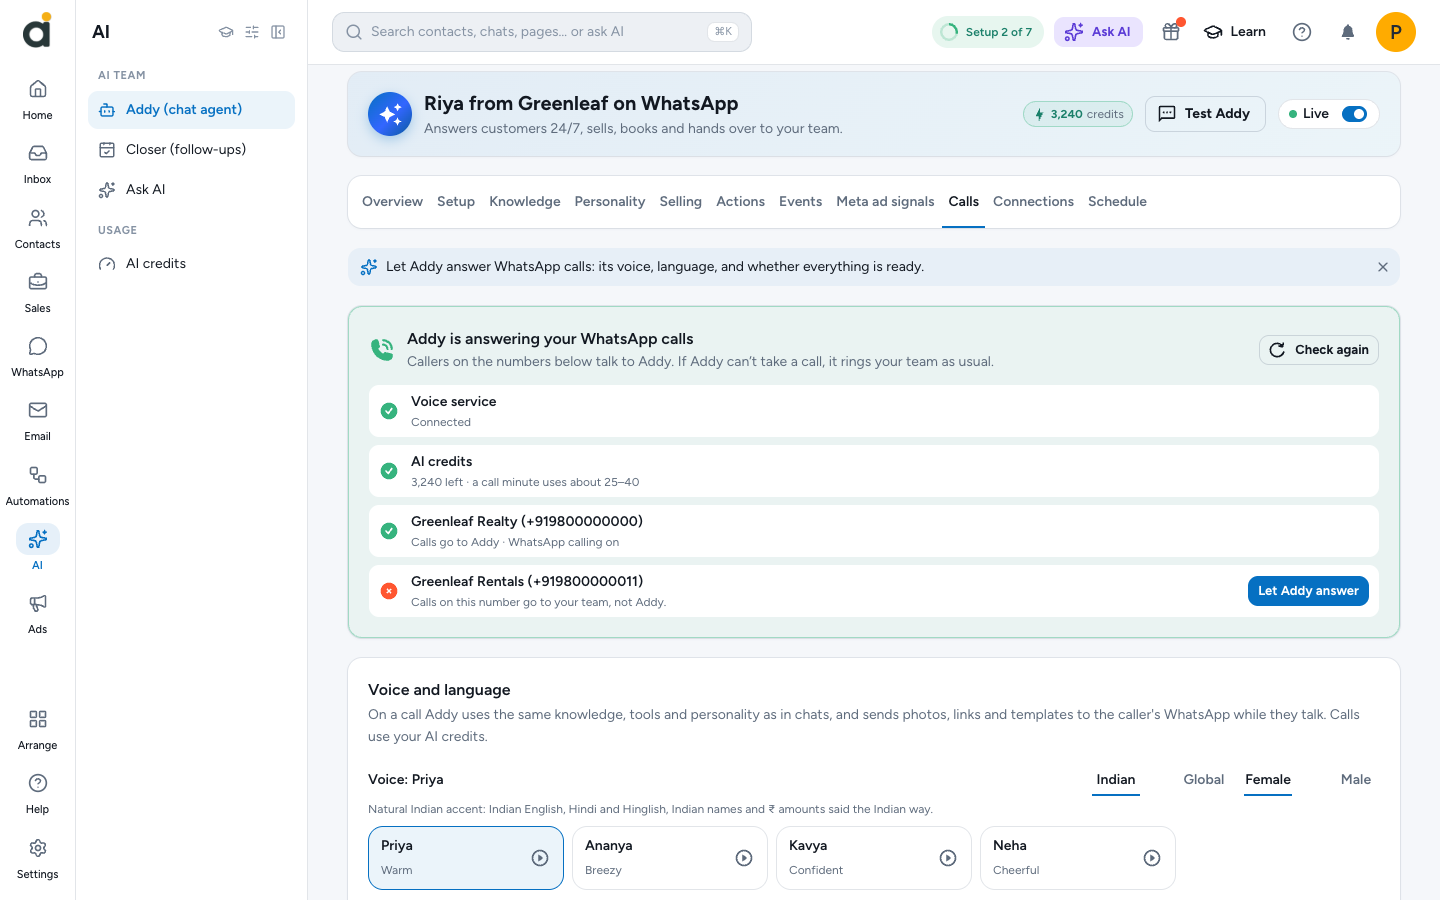 AI
Search contacts, chats, pages... or ask AI
⌘K
Setup 2 of 7
Ask AI
Learn
P
Home
Inbox
Contacts
Sales
WhatsApp
Email
Automations
AI
Ads
Arrange
Help
Settings
AI TEAM
Addy (chat agent)
Closer (follow-ups)
Ask AI
USAGE
AI credits
Riya from Greenleaf on WhatsApp
Answers customers 24/7, sells, books and hands over to your team.
3,240 credits
Test Addy
Live
Overview
Setup
Knowledge
Personality
Selling
Actions
Events
Meta ad signals
Calls
Connections
Schedule
Let Addy answer WhatsApp calls: its voice, language, and whether everything is ready.
Addy is answering your WhatsApp calls
Callers on the numbers below talk to Addy. If Addy can't take a call, it rings your team as usual.
Check again
Voice service
Connected
AI credits
3,240 left · a call minute uses about 25–40
Greenleaf Realty (+919800000000)
Calls go to Addy · WhatsApp calling on
Greenleaf Rentals (+919800000011)
Calls on this number go to your team, not Addy.
Let Addy answer
Voice and language
On a call Addy uses the same knowledge, tools and personality as in chats, and sends photos, links and templates to the caller's WhatsApp while they talk. Calls
use your AI credits.
Voice: Priya
Indian
Global
Female
Male
Natural Indian accent: Indian English, Hindi and Hinglish, Indian names and ₹ amounts said the Indian way.
Priya
Warm
Ananya
Breezy
Kavya
Confident
Neha
Cheerful